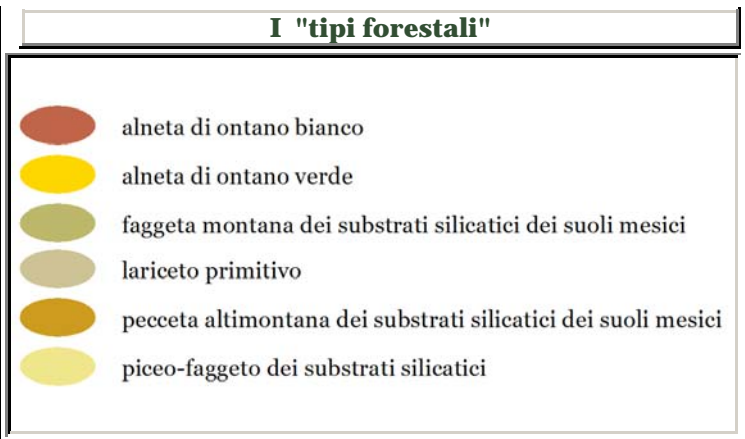 I "tipi forestali"
alneta di ontano bianco
alneta di ontano verde
faggeta montana dei substrati silicatici dei suoli mesici
lariceto primitivo
pecceta altimontana dei substrati silicatici dei suoli mesici
piceo-faggeto dei substrati silicatici